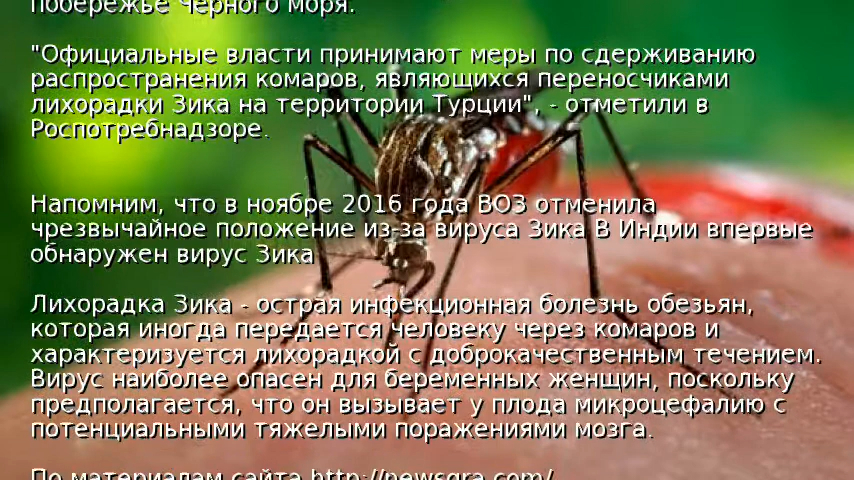 побережье Черного моря.
"Официальные власти принимают меры по сдерживанию
распространения комаров, являющихся переносчиками
лихорадки Зика на территории Турции", - отметили в
Роспотребнадзоре.
Напомним, что в ноябре 2016 года ВОЗ отменила
чрезвычайное положение из-за вируса Зика В Индии впервые
обнаружен вирус Зика
Лихорадка Зика - острая инфекционная болезнь обезьян,
которая иногда передается человеку через комаров и
характеризуется лихорадкой с доброкачественным течением.
Вирус наиболее опасен для беременных женщин, поскольку
предполагается, что он вызывает у плода микроцефалию с
потенциальными тяжелыми поражениями мозга.
По материалам сайта http://newsgra.com/